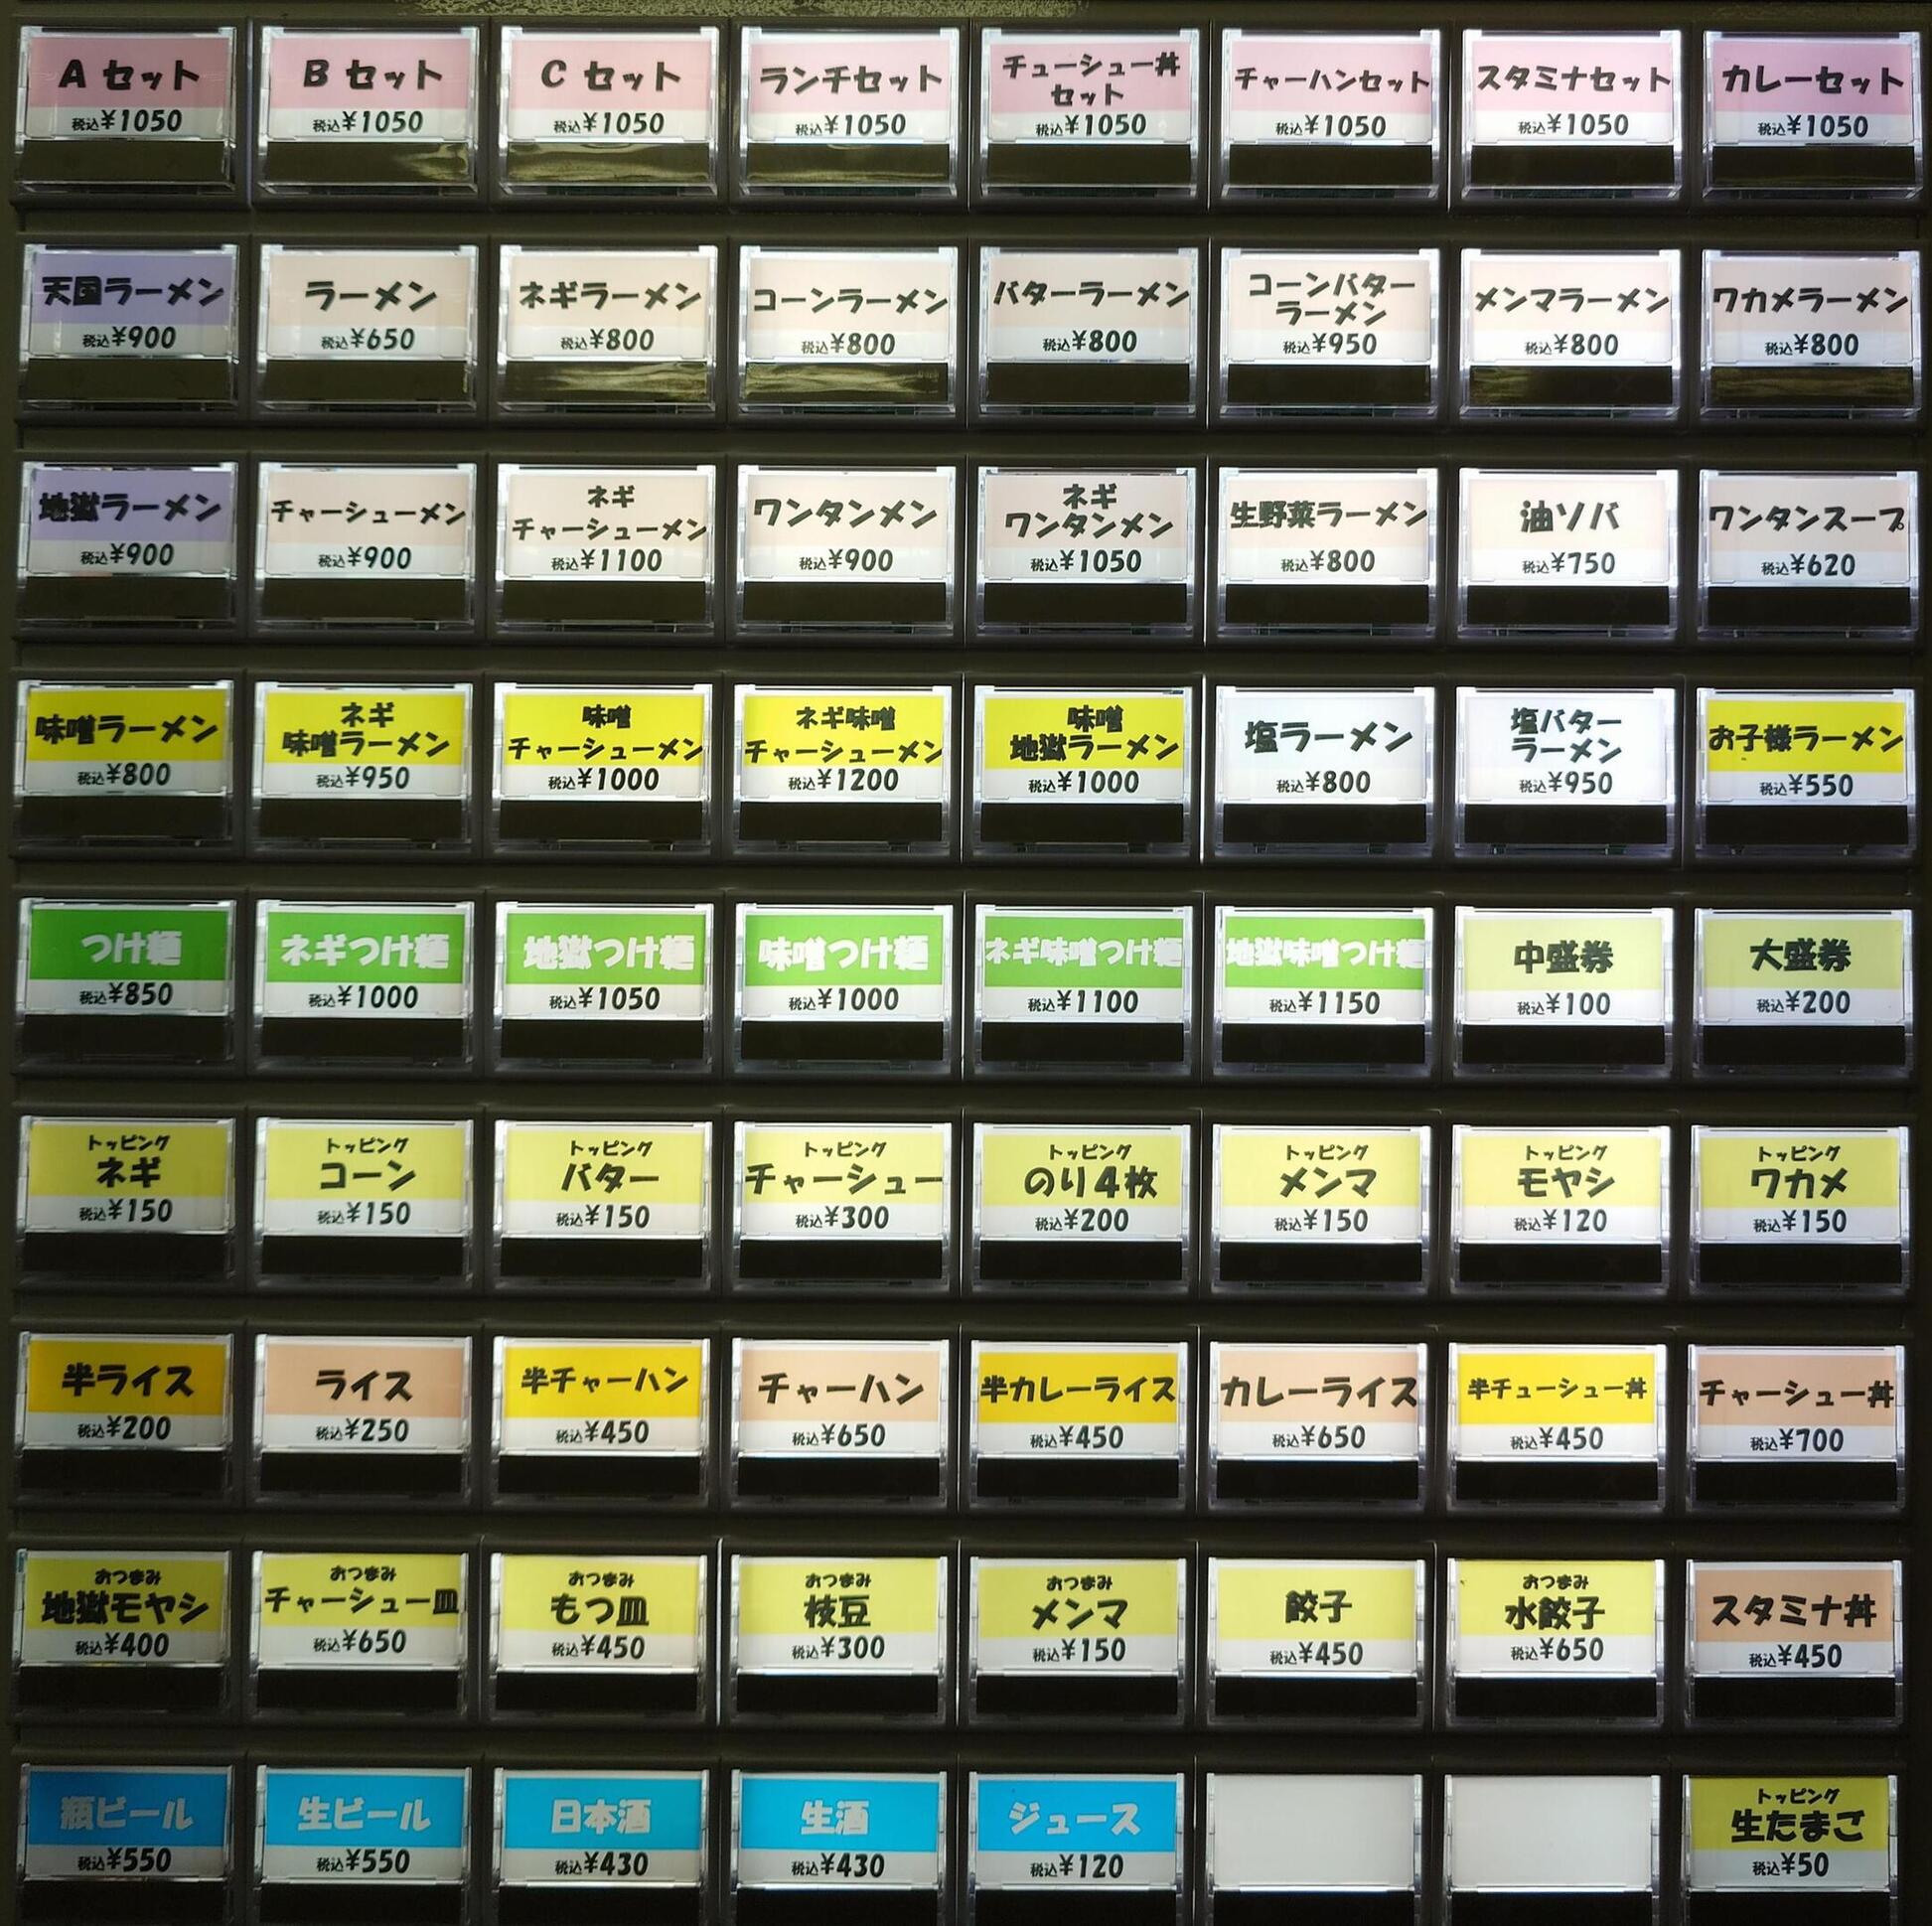 A セット
税込¥1050
B セット
税込¥1050
C セット
税込¥1050
ランチセット
税込¥1050
チューシュー丼
セット
税込¥1050
チャーハンセット
税込¥1050
スタミナセット
税込¥1050
カレーセット
税込¥1050
天国ラーメン
税込¥900
ラーメン
税込¥650
ネギラーメン
税込¥800
コーンラーメン
税込¥800
バターラーメン
税込¥800
コーンバター
ラーメン
税込¥950
メンマラーメン
税込¥800
ワカメラーメン
税込¥800
地獄ラーメン
税込¥900
チャーシューメン
税込¥900
ネギ
チャーシューメン
税込¥1100
ワンタンメン
税込¥900
ネギ
ワンタンメン
税込¥1050
生野菜ラーメン
税込¥800
油ソバ
税込¥750
ワンタンスープ
税込¥620
味噌ラーメン
税込¥800
ネギ
味噌ラーメン
税込¥950
味噌
チャーシューメン
税込¥1000
ネギ味噌
チャーシューメン
税込¥1200
味噌
地獄ラーメン
税込¥1000
塩ラーメン
税込¥800
塩バター
ラーメン
税込¥950
お子様ラーメン
税込¥550
つけ麺
税込¥850
ネギつけ麺
税込¥1000
地獄つけ麺
税込¥1050
味噌つけ麺
税込¥1000
ネギ味噌つけ麺
税込¥1100
地獄味噌つけ麺
税込¥1150
中盛券
税込¥100
大盛券
税込¥200
トッピング
ネギ
税込¥150
トッピング
コーン
税込¥150
トッピング
バター
税込¥150
トッピング
チャーシュー
税込¥300
トッピング
のり4枚
税込¥200
トッピング
メンマ
税込¥150
トッピング
モヤシ
税込¥120
トッピング
ワカメ
税込¥150
半ライス
税込¥200
ライス
税込¥250
半チャーハン
税込¥450
チャーハン
税込¥650
半カレーライス
税込¥450
カレーライス
税込¥650
半チューシュー丼
税込¥450
チャーシュー丼
税込¥700
おつまみ
地獄モヤシ
税込¥400
おつまみ
チャーシュー皿
税込¥650
おつまみ
もつ皿
税込¥450
おつまみ
枝豆
税込¥300
おつまみ
メンマ
税込¥150
餃子
税込¥450
おつまみ
水餃子
税込¥650
スタミナ丼
税込¥450
瓶ビール
税込¥550
生ビール
税込¥550
日本酒
税込¥430
生酒
税込¥430
ジュース
税込¥120
トッピング
生たまご
税込¥50